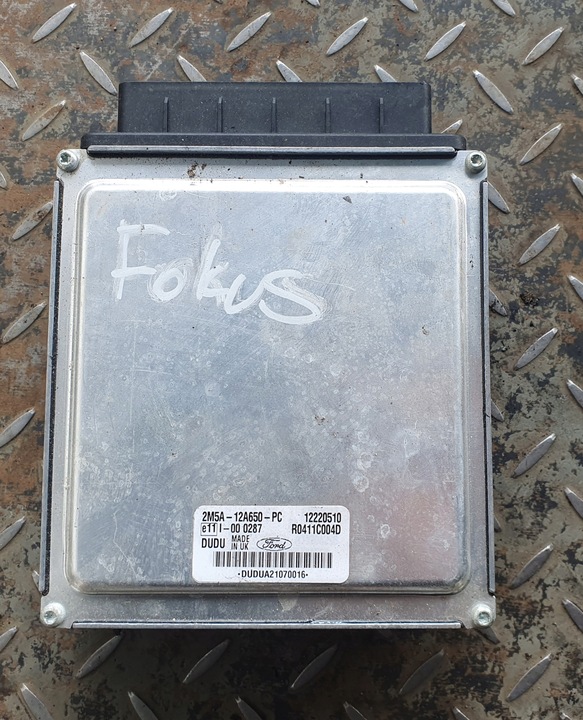 Fokus
2M5A-12A650-PC 12220510
e11 I-00 0287 R0411C004D
DUDU MADE IN UK Ford
·DUDUA21070016·